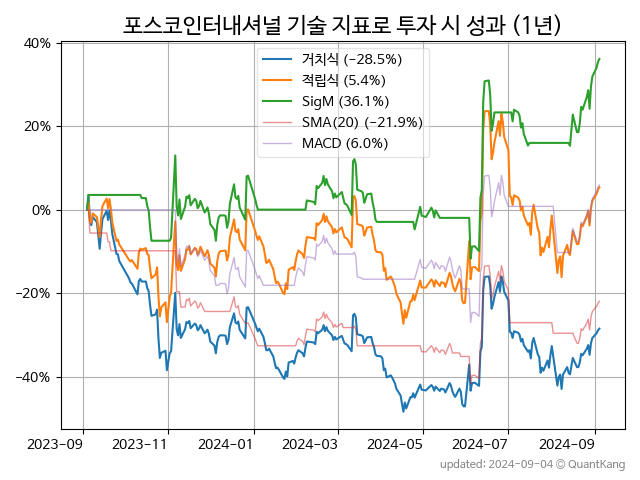 포스코인터내셔널 기술 지표로 투자 시 성과 (1년)
40%
20%
0%
−20%
−40%
거치식 (-28.5%)
적립식 (5.4%)
SigM (36.1%)
SMA(20) (-21.9%)
MACD (6.0%)
2023-09
2023-11
2024-01
2024-03
2024-05
2024-07
2024-09
updated: 2024-09-04 © QuantKang